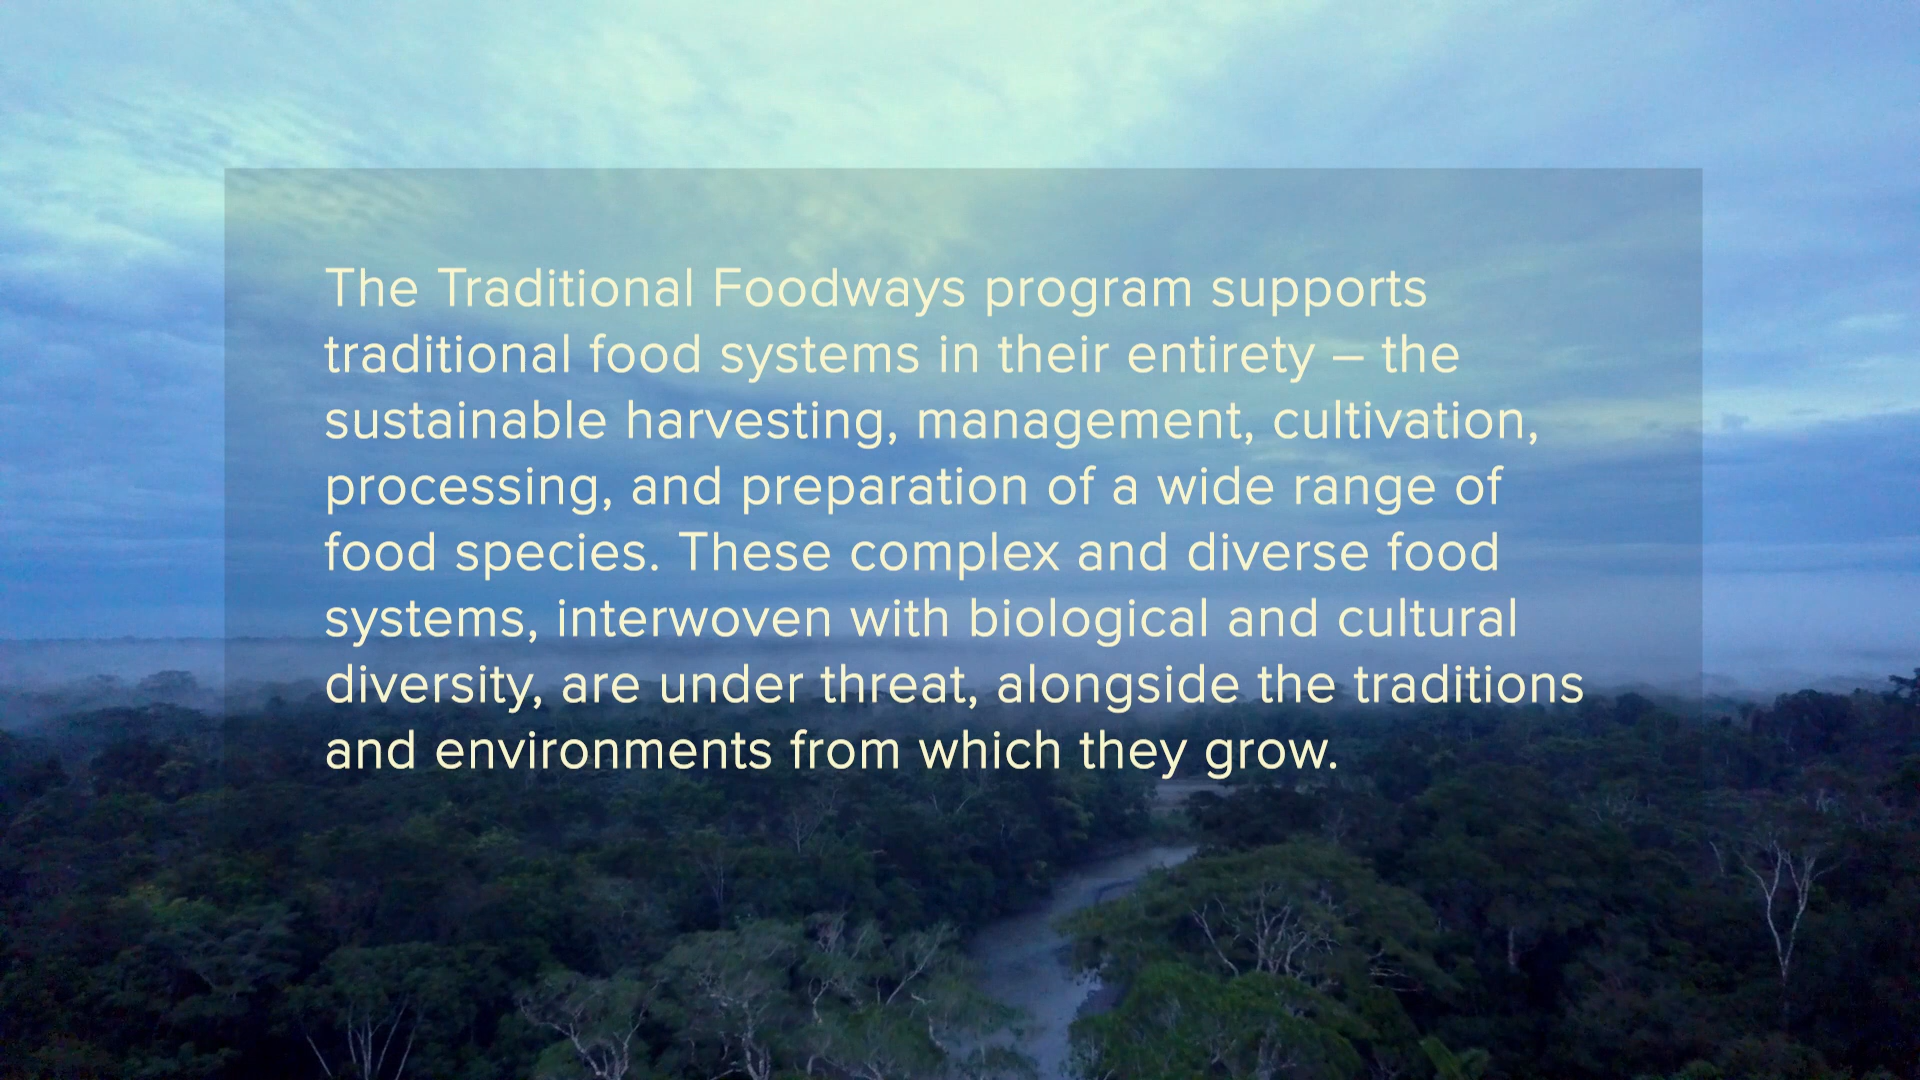 The Traditional Foodways program supports
traditional food systems in their entirety – the
sustainable harvesting, management, cultivation,
processing, and preparation of a wide range of
food species. These complex and diverse food
systems, interwoven with biological and cultural
diversity, are under threat, alongside the traditions
and environments from which they grow.